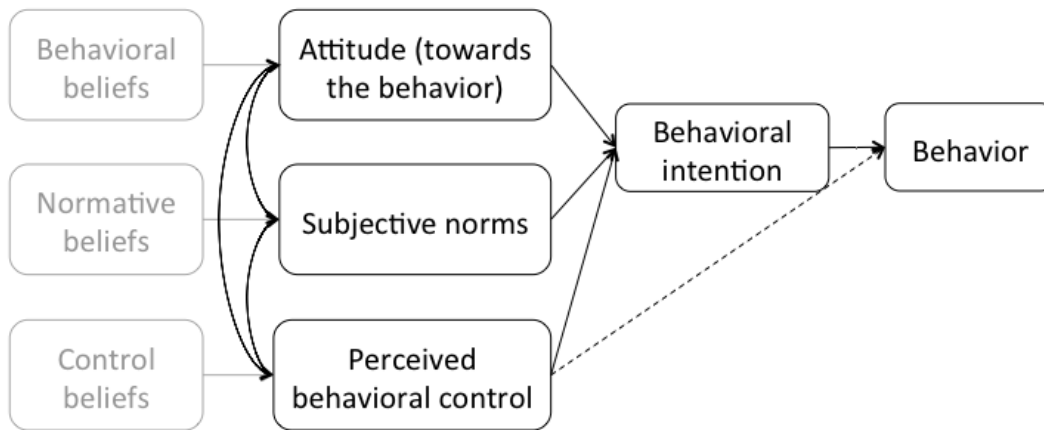 Behavioral
beliefs
Attitude (towards
the behavior)
Behavioral
intention
Behavior
Normative
beliefs
Subjective norms
Control
beliefs
Perceived
behavioral control